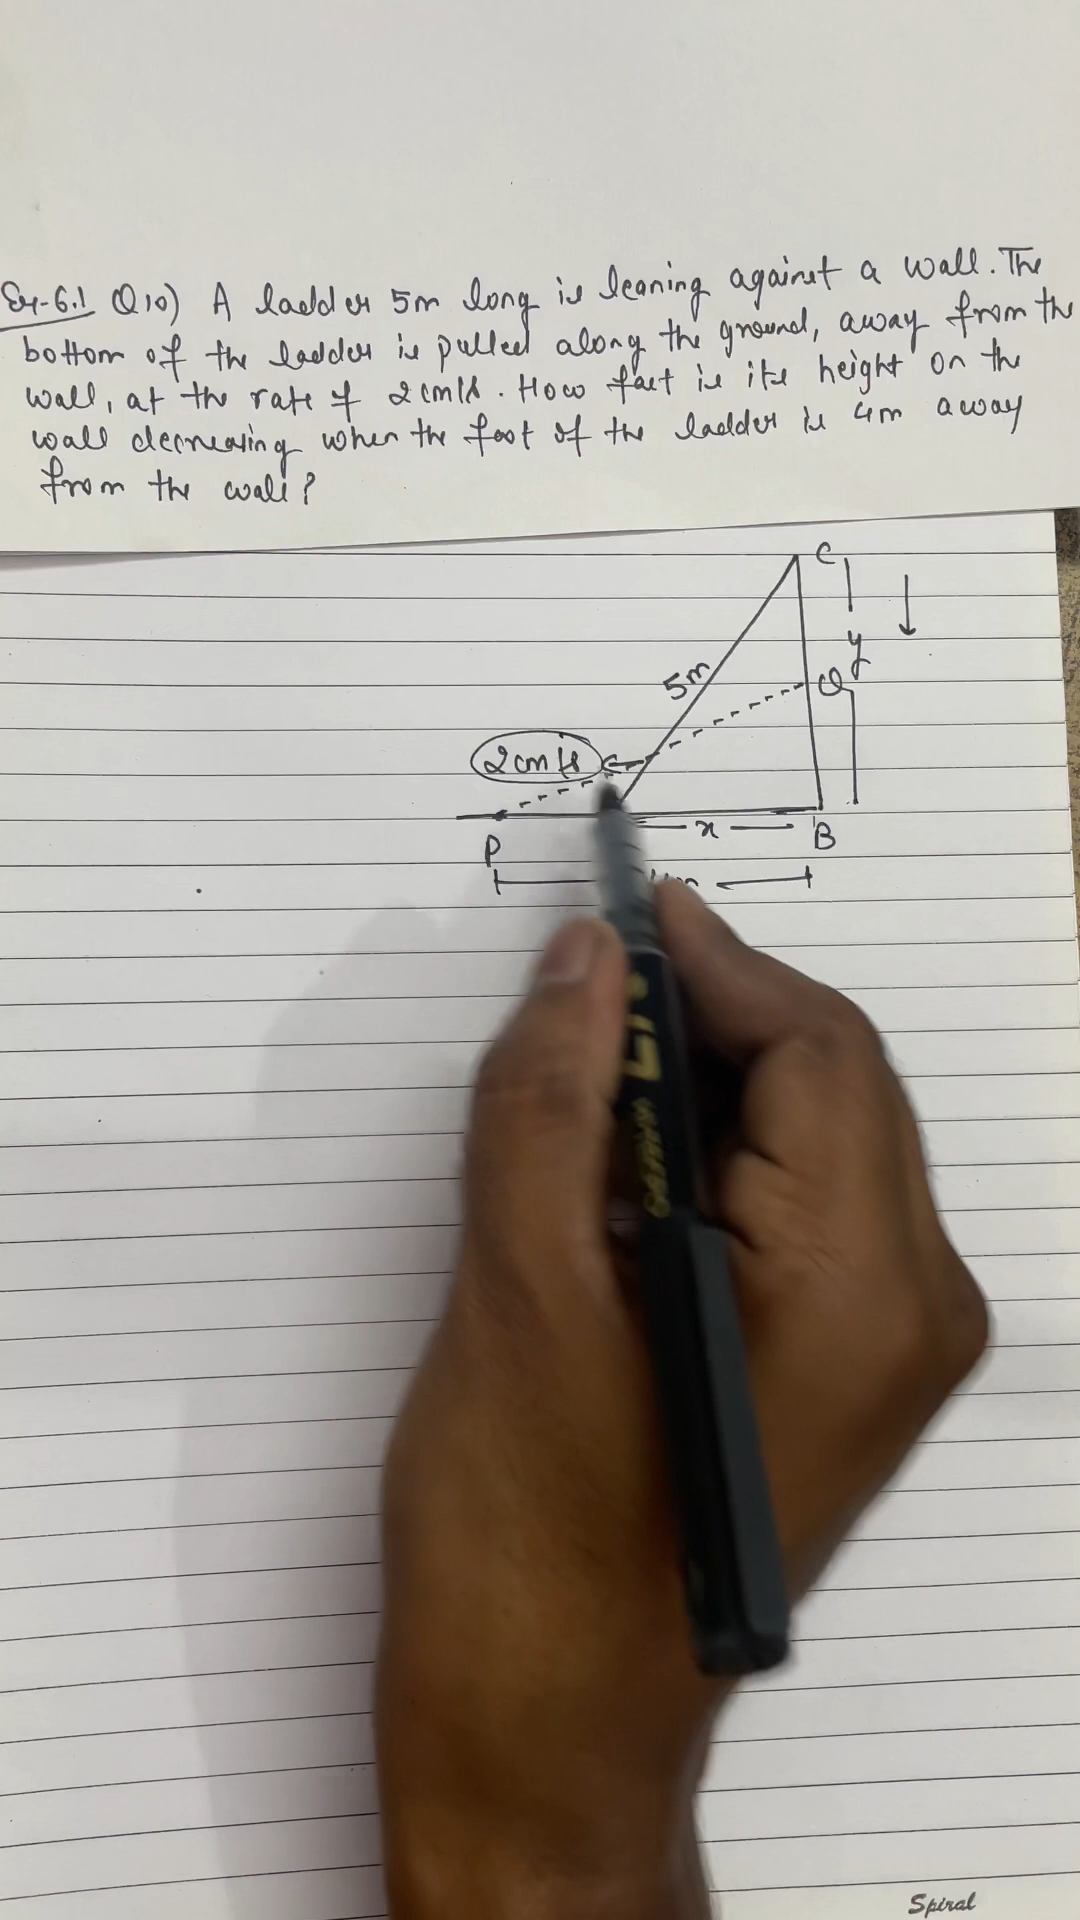 Ex-6.1 Q10) A ladder 5m long is leaning against a wall. The
bottom of the ladder is pulled along the ground, away from the
wall, at the rate of 2cm/s. How fast is its height on the
wall decreasing when the foot of the ladder is 4m away
from the wall?
C
y
5m
Q
2cm/s
x
P
B
Spiral